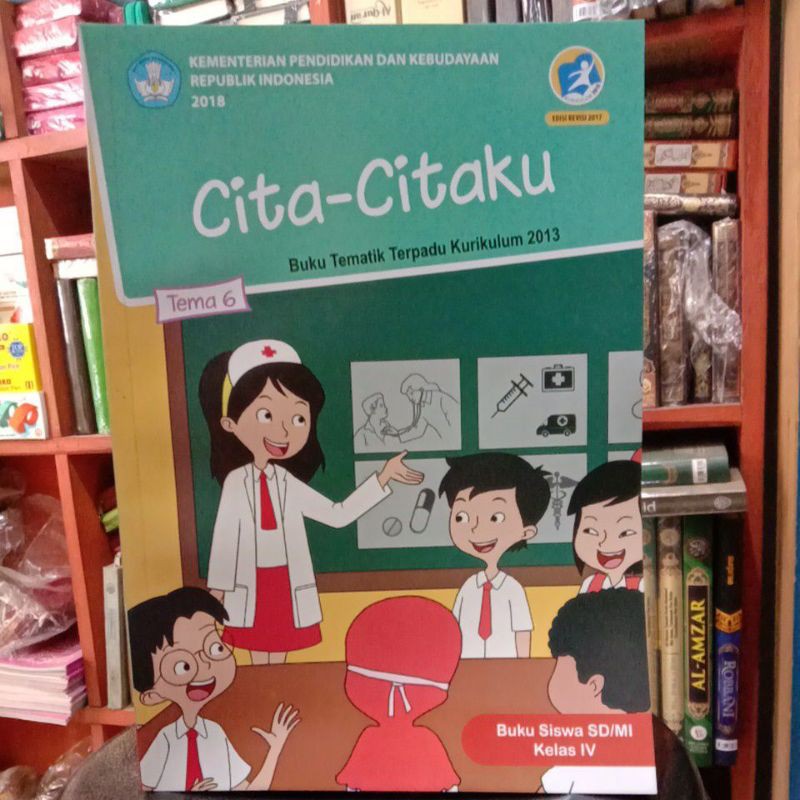 KEMENTERIAN PENDIDIKAN DAN KEBUDAYAAN
REPUBLIK INDONESIA
2018
EDISI REVISI 2017
Cita-Citaku
Buku Tematik Terpadu Kurikulum 2013
Tema 6
Buku Siswa SD/MI
Kelas IV
AL-AMZAR